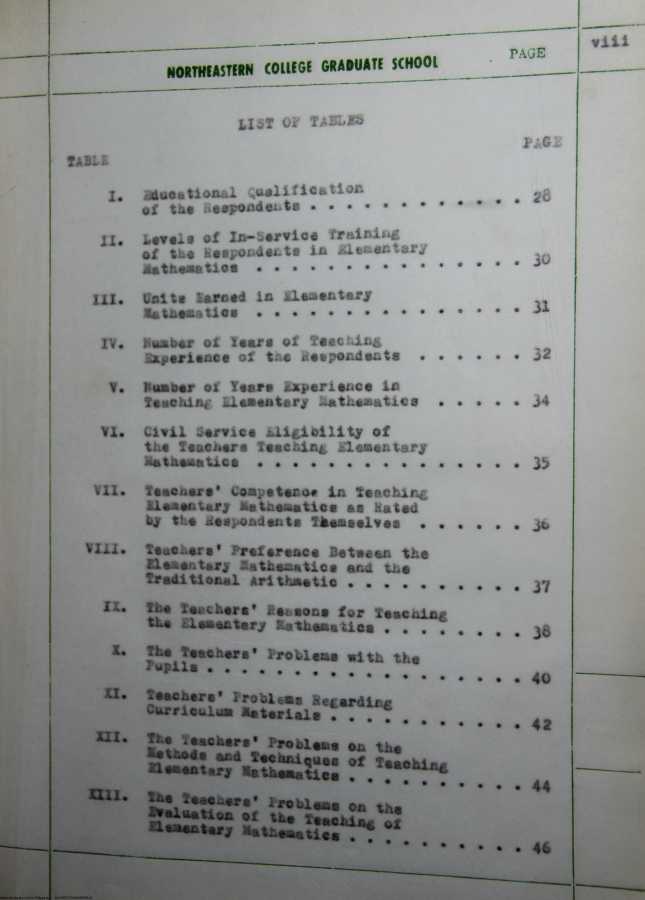 NORTHEASTERN COLLEGE GRADUATE SCHOOL PAGE viii
LIST OF TABLES
TABLE PAGE
I. Educational Qualification
of the Respondents . . . . . . . . . . . . . 28
II. Levels of In-Service Training
of the Respondents in Elementary
Mathematics . . . . . . . . . . . . . . . . 30
III. Units Earned in Elementary
Mathematics . . . . . . . . . . . . . . . . 31
IV. Number of Years of Teaching
Experience of the Respondents . . . . . . 32
V. Number of Years Experience in
Teaching Elementary Mathematics . . . . . 34
VI. Civil Service Eligibility of
the Teachers Teaching Elementary
Mathematics . . . . . . . . . . . . . . . . 35
VII. Teachers' Competence in Teaching
Elementary Mathematics as Rated
by the Respondents Themselves . . . . . . 36
VIII. Teachers' Preference Between the
Elementary Mathematics and the
Traditional Arithmetic . . . . . . . . . . 37
IX. The Teachers' Reasons for Teaching
the Elementary Mathematics . . . . . . . . 38
X. The Teachers' Problems with the
Pupils . . . . . . . . . . . . . . . . . . 40
XI. Teachers' Problems Regarding
Curriculum Materials . . . . . . . . . . . 42
XII. The Teachers' Problems on the
Methods and Techniques of Teaching
Elementary Mathematics . . . . . . . . . . 44
XIII. The Teachers' Problems on the
Evaluation of the Teaching of
Elementary Mathematics . . . . . . . . . . 46